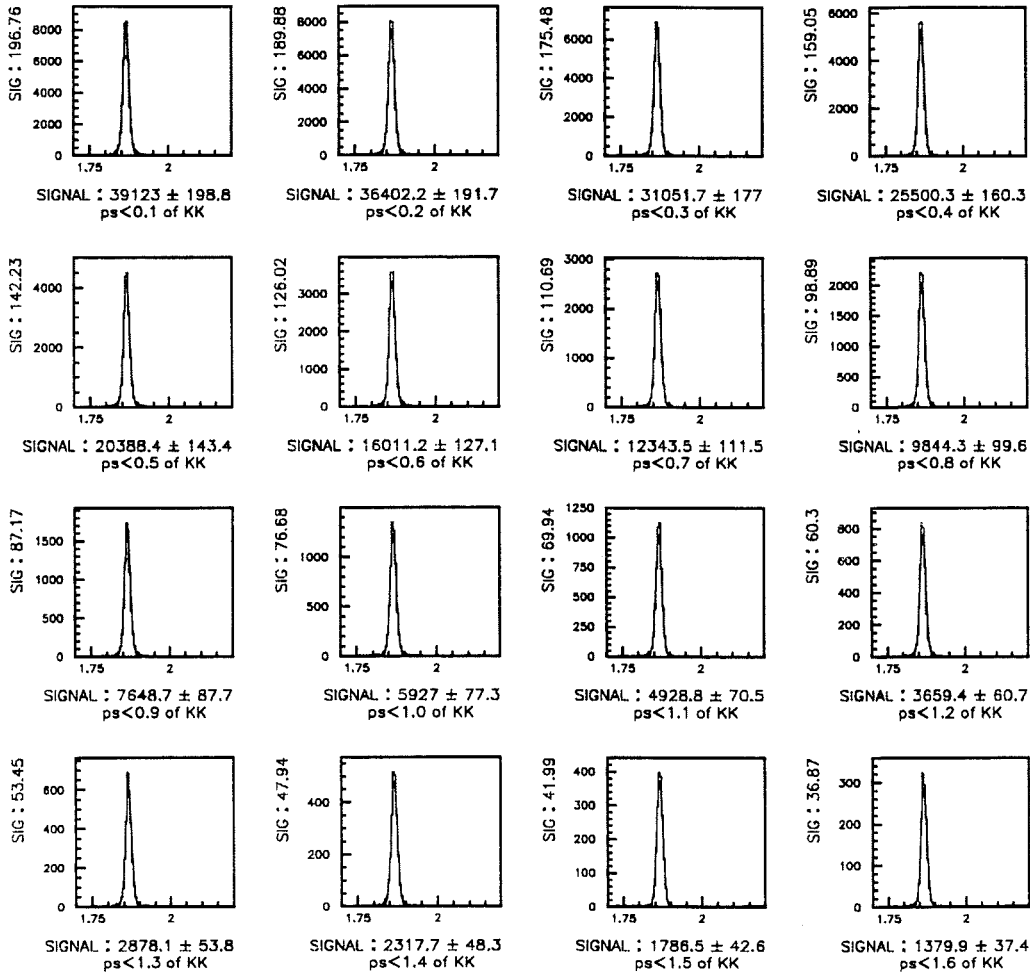 SIG : 196.76
8000
6000
4000
2000
0
1.75 2
SIGNAL : 39123 ± 198.8
ps<0.1 of KK
SIG : 189.88
8000
6000
4000
2000
0
1.75 2
SIGNAL : 36402.2 ± 191.7
ps<0.2 of KK
SIG : 175.48
6000
4000
2000
0
1.75 2
SIGNAL : 31051.7 ± 177
ps<0.3 of KK
SIG : 159.05
6000
4000
2000
0
1.75 2
SIGNAL : 25500.3 ± 160.3
ps<0.4 of KK
SIG : 142.23
4000
2000
0
1.75 2
SIGNAL : 20388.4 ± 143.4
ps<0.5 of KK
SIG : 126.02
3000
2000
1000
0
1.75 2
SIGNAL : 16011.2 ± 127.1
ps<0.6 of KK
SIG : 110.69
3000
2000
1000
0
1.75 2
SIGNAL : 12343.5 ± 111.5
ps<0.7 of KK
SIG : 98.89
2000
1500
1000
500
0
1.75 2
SIGNAL : 9844.3 ± 99.6
ps<0.8 of KK
SIG : 87.17
1500
1000
500
0
1.75 2
SIGNAL : 7648.7 ± 87.7
ps<0.9 of KK
SIG : 76.68
1000
500
0
1.75 2
SIGNAL : 5927 ± 77.3
ps<1.0 of KK
SIG : 69.94
1250
1000
750
500
250
0
1.75 2
SIGNAL : 4928.8 ± 70.5
ps<1.1 of KK
SIG : 60.3
800
600
400
200
0
1.75 2
SIGNAL : 3659.4 ± 60.7
ps<1.2 of KK
SIG : 53.45
600
400
200
0
1.75 2
SIGNAL : 2878.1 ± 53.8
ps<1.3 of KK
SIG : 47.94
400
200
0
1.75 2
SIGNAL : 2317.7 ± 48.3
ps<1.4 of KK
SIG : 41.99
400
300
200
100
0
1.75 2
SIGNAL : 1786.5 ± 42.6
ps<1.5 of KK
SIG : 36.87
300
200
100
0
1.75 2
SIGNAL : 1379.9 ± 37.4
ps<1.6 of KK